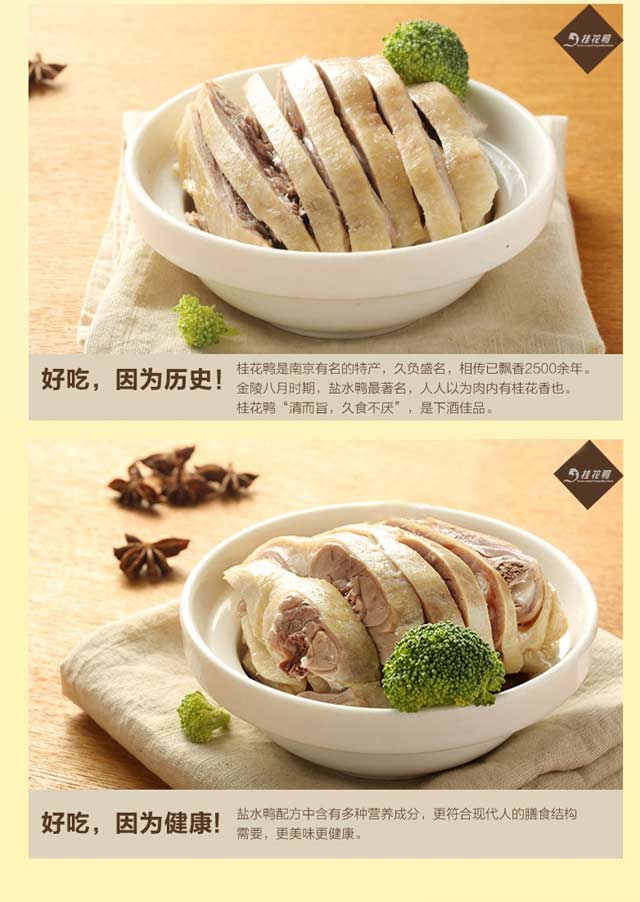 桂花鸭
好吃，因为历史！
桂花鸭是南京有名的特产，久负盛名，相传已飘香2500余年。
金陵八月时期，盐水鸭最著名，人人以为肉内有桂花香也。
桂花鸭“清而旨，久食不厌”，是下酒佳品。
桂花鸭
好吃，因为健康！
盐水鸭配方中含有多种营养成分，更符合现代人的膳食结构
需要，更美味更健康。